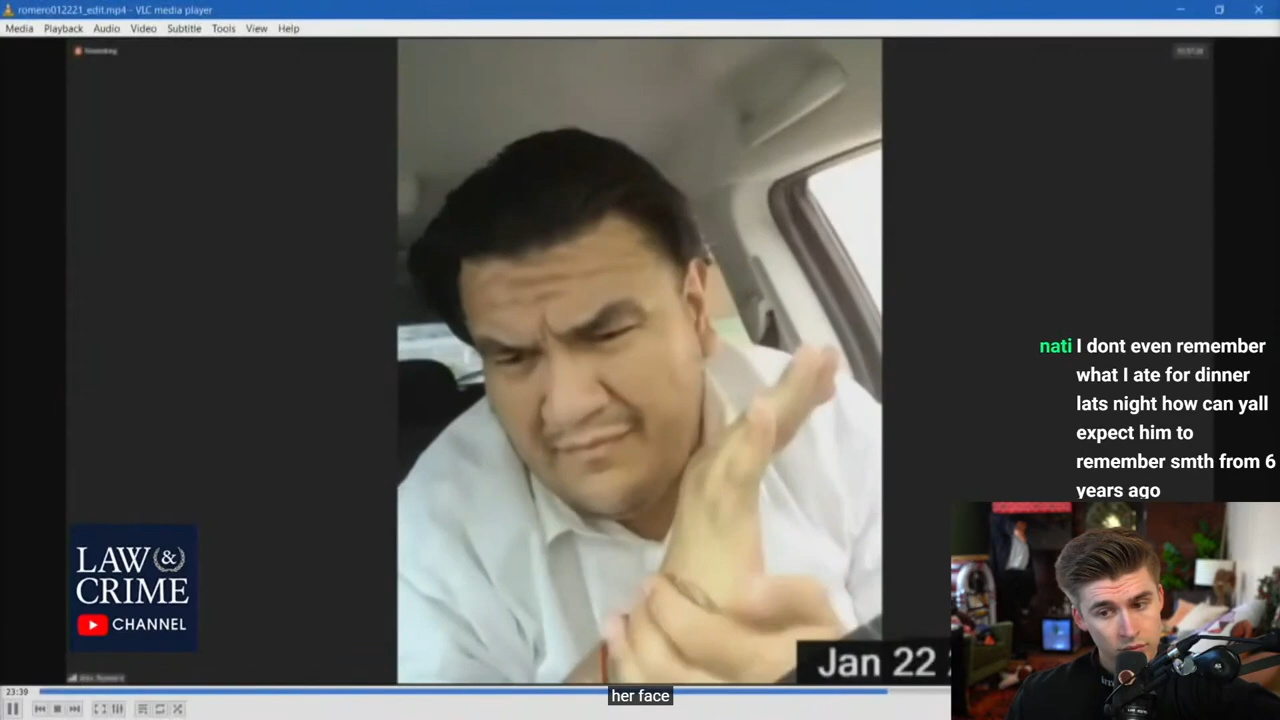 romero012221_edit.mp4 - VLC media player
Media Playback Audio Video Subtitle Tools View Help
nati I dont even remember
what I ate for dinner
lats night how can yall
expect him to
remember smth from 6
years ago
LAW &
CRIME
CHANNEL
Jan 22
23:39
her face